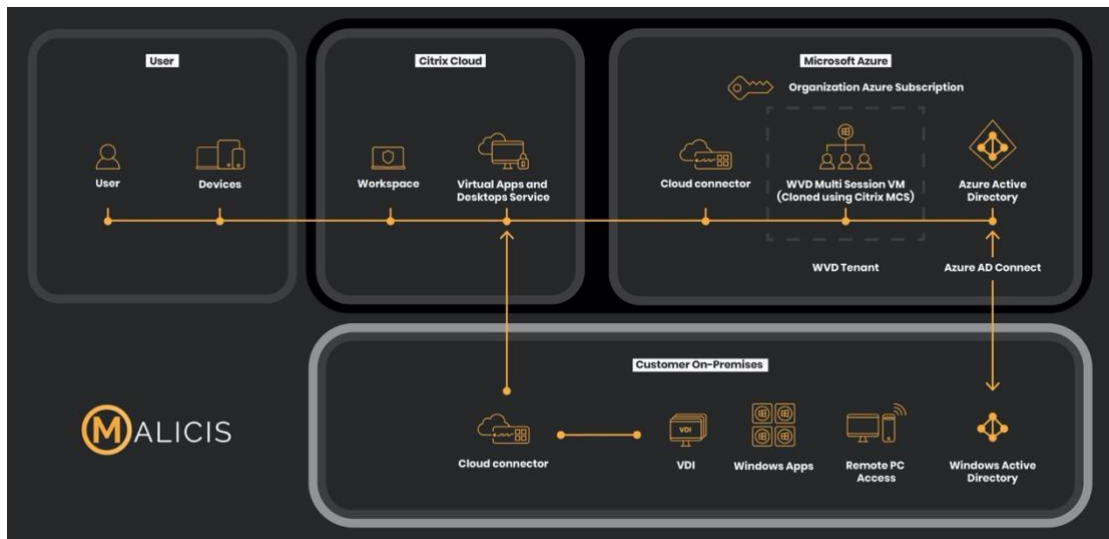 User
Citrix Cloud
Microsoft Azure
Organization Azure Subscription
User
Devices
Workspace
Virtual Apps and
Desktops Service
Cloud connector
WVD Multi Session VM
(Cloned using Citrix MCS)
Azure Active
Directory
WVD Tenant
Azure AD Connect
Customer On-Premises
MALICIS
Cloud connector
VDI
VDI
Windows Apps
Remote PC
Access
Windows Active
Directory